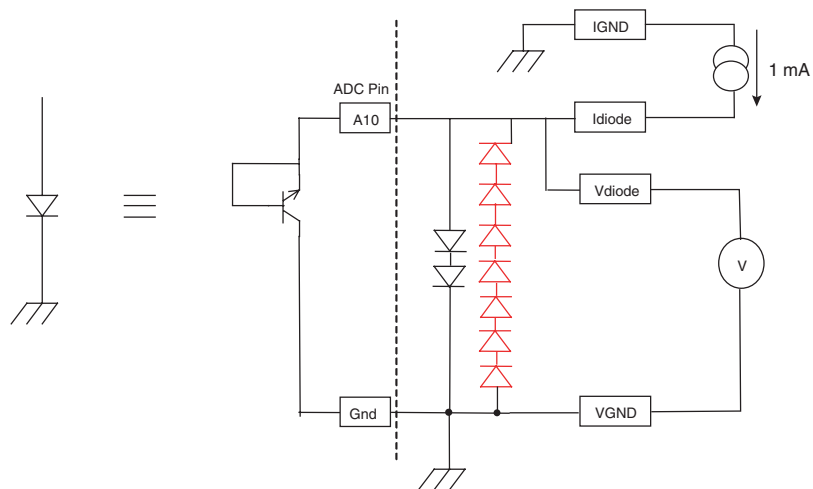 IGND
1 mA
ADC Pin
A10
Idiode
Vdiode
V
Gnd
VGND